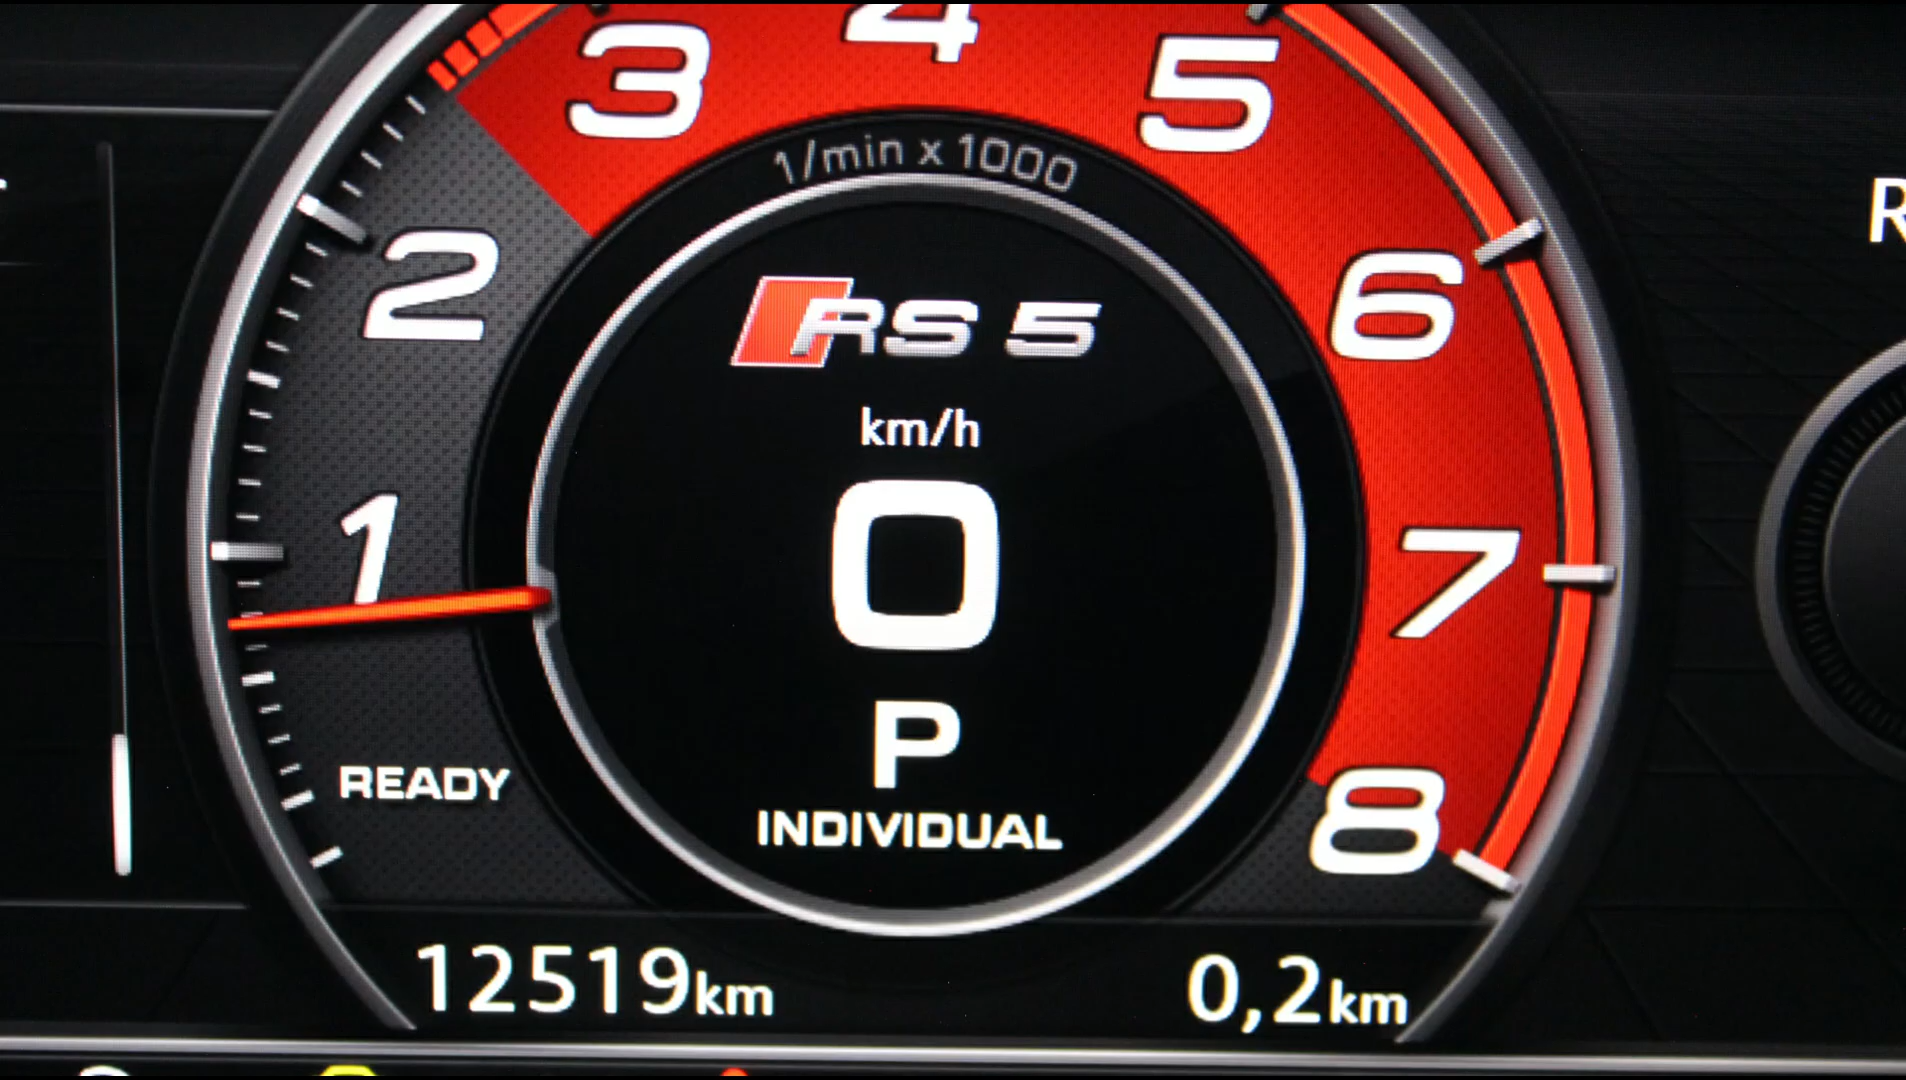 3 4 5
1/min x 1000
R
2 6
RS 5
km/h
1 0 7
P
READY
INDIVIDUAL
8
12519km 0,2km